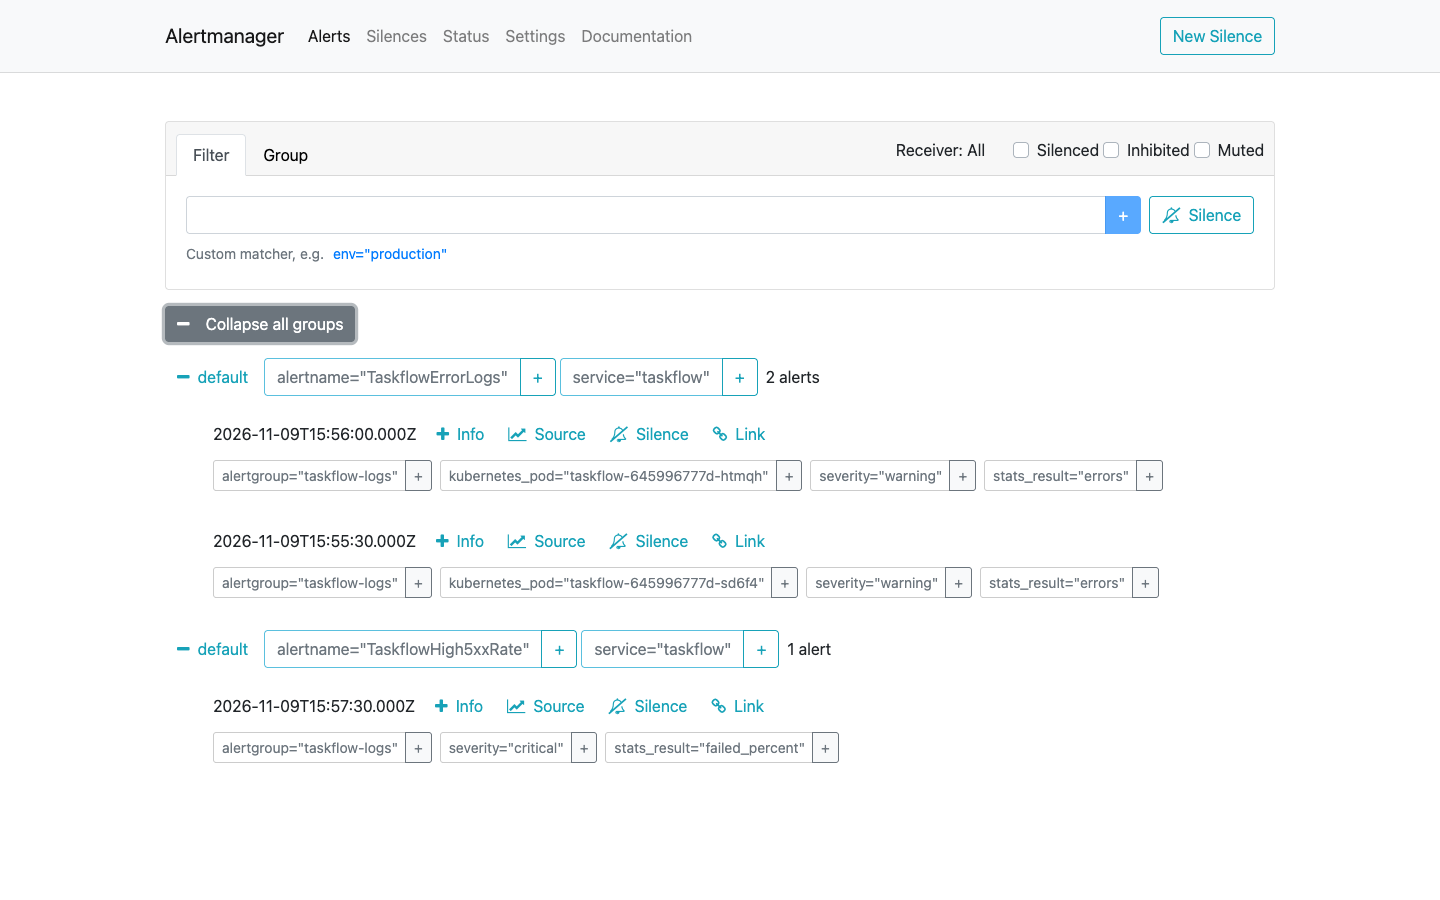 Alertmanager Alerts Silences Status Settings Documentation New Silence
Filter Group Receiver: All Silenced Inhibited Muted
+ Silence
Custom matcher, e.g. env="production"
Collapse all groups
default alertname="TaskflowErrorLogs" + service="taskflow" + 2 alerts
2026-11-09T15:56:00.000Z Info Source Silence Link
alertgroup="taskflow-logs" + kubernetes_pod="taskflow-645996777d-htmqh" + severity="warning" + stats_result="errors" +
2026-11-09T15:55:30.000Z Info Source Silence Link
alertgroup="taskflow-logs" + kubernetes_pod="taskflow-645996777d-sd6f4" + severity="warning" + stats_result="errors" +
default alertname="TaskflowHigh5xxRate" + service="taskflow" + 1 alert
2026-11-09T15:57:30.000Z Info Source Silence Link
alertgroup="taskflow-logs" + severity="critical" + stats_result="failed_percent" +